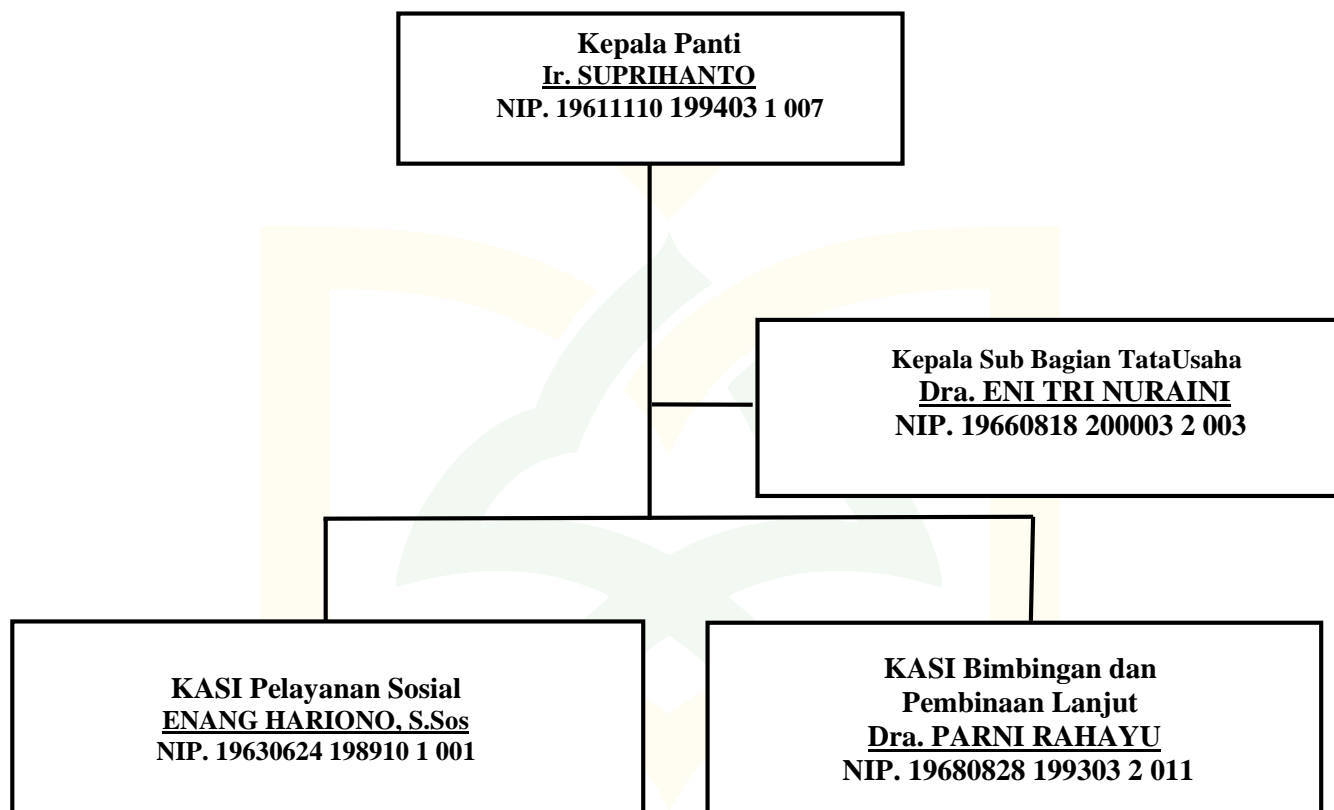 Kepala Panti
Ir. SUPRIHANTO
NIP. 19611110 199403 1 007
Kepala Sub Bagian TataUsaha
Dra. ENI TRI NURAINI
NIP. 19660818 200003 2 003
KASI Pelayanan Sosial
ENANG HARIONO, S.Sos
NIP. 19630624 198910 1 001
KASI Bimbingan dan
Pembinaan Lanjut
Dra. PARNI RAHAYU
NIP. 19680828 199303 2 011